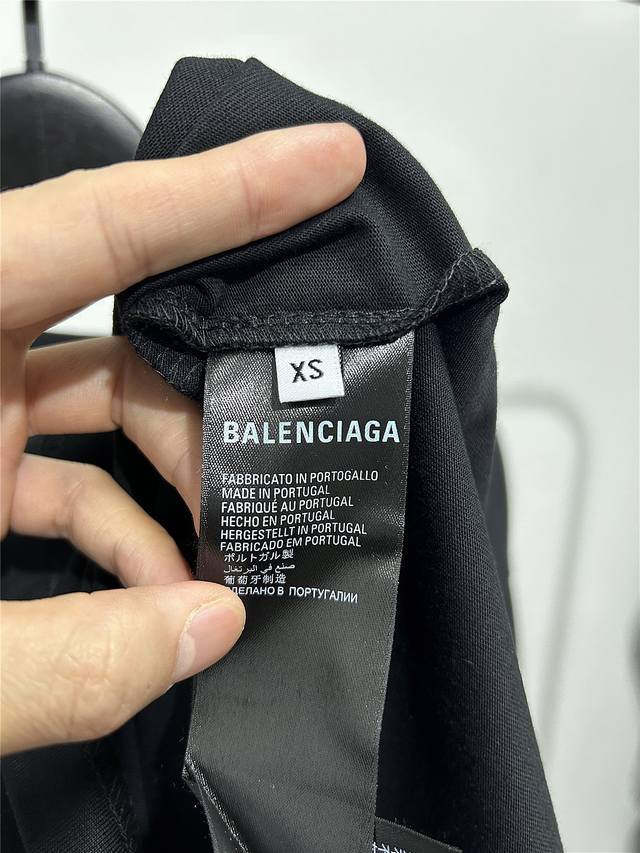 XS
BALENCIAGA
FABBRICATO IN PORTOGALLO
MADE IN PORTUGAL
FABRIQUÉ AU PORTUGAL
HECHO EN PORTUGAL
HERGESTELLT IN PORTUGAL
FABRICADO EM PORTUGAL
ポルトガル製
صنع في البرتغال
葡萄牙制造
СДЕЛАНО В ПОРТУГАЛИИ